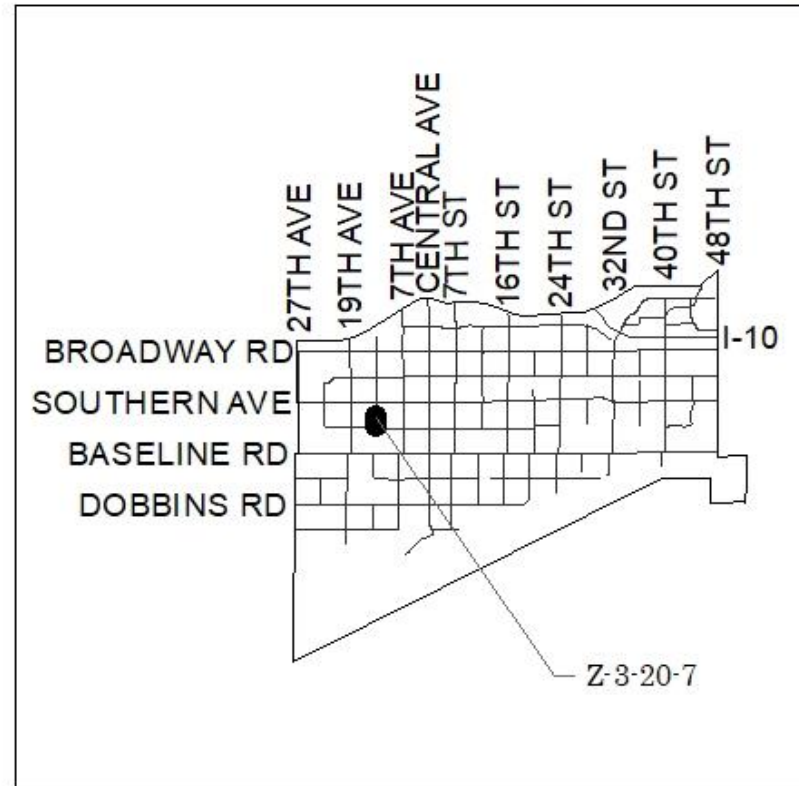 27TH AVE
19TH AVE
7TH AVE
CENTRAL AVE
7TH ST
16TH ST
24TH ST
32ND ST
40TH ST
48TH ST
I-10
BROADWAY RD
SOUTHERN AVE
BASELINE RD
DOBBINS RD
Z-3-20-7